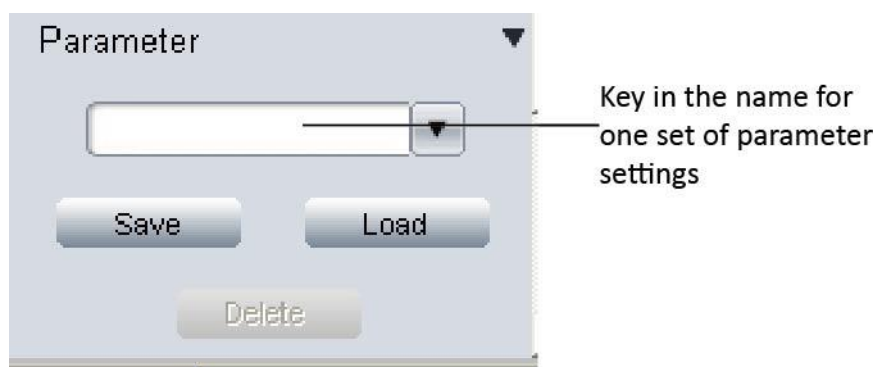 Parameter
Key in the name for
one set of parameter
settings
Save
Load
Delete